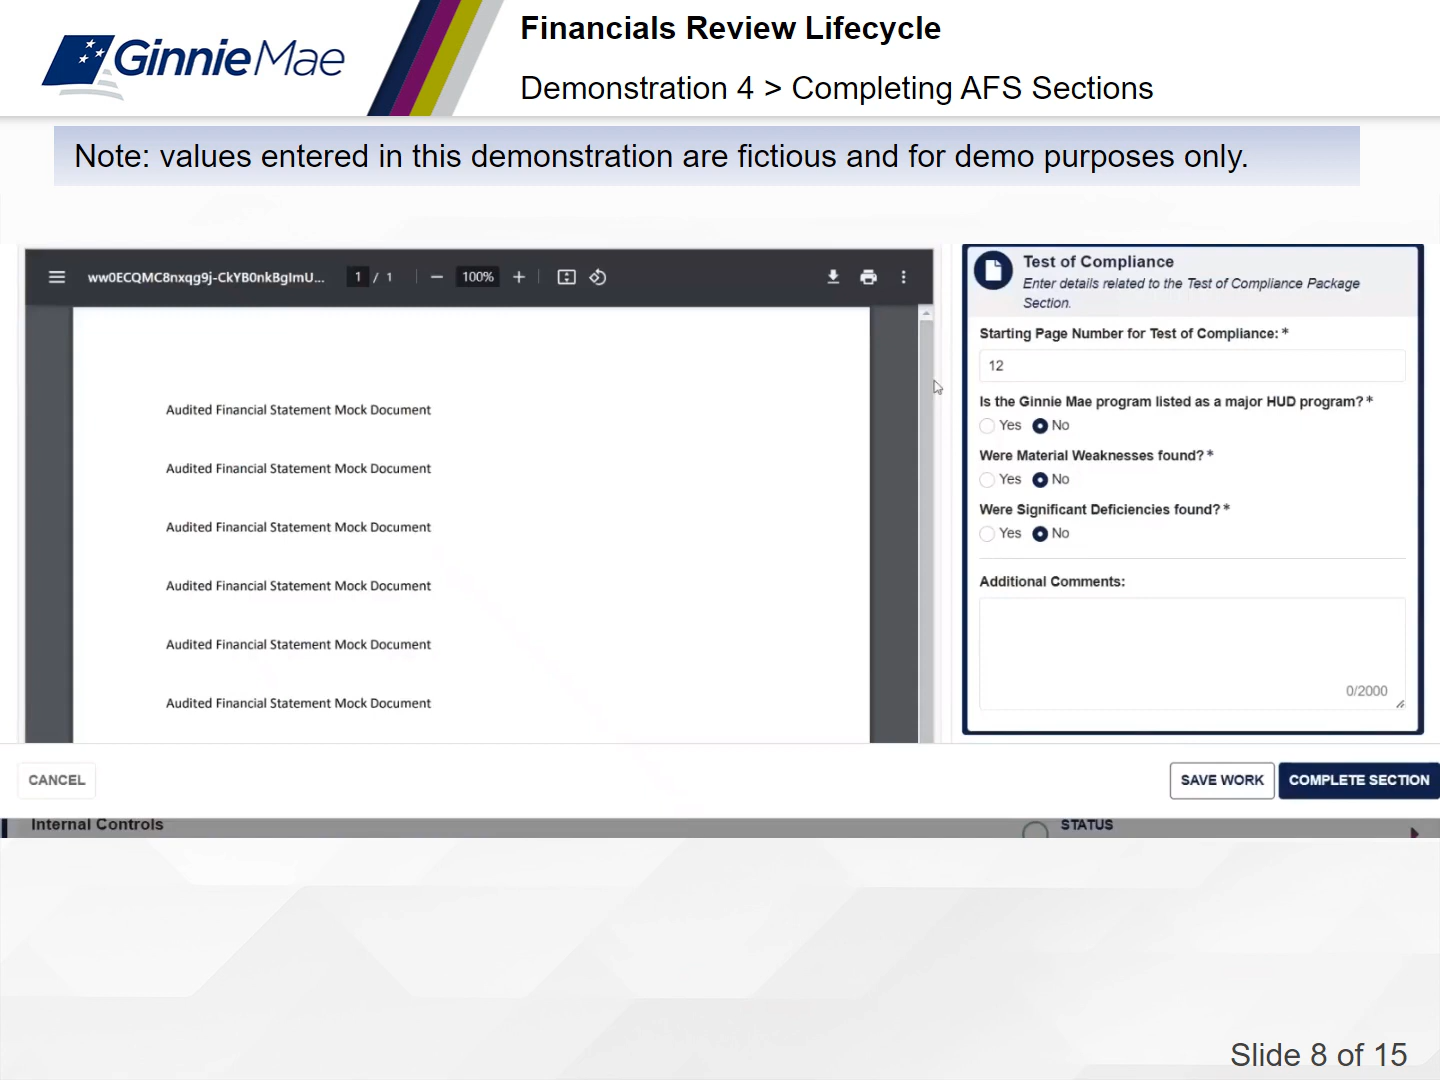 GinnieMae
Financials Review Lifecycle
Demonstration 4 > Completing AFS Sections
Note: values entered in this demonstration are fictious and for demo purposes only.
ww0ECQMC8nxqg9j-CkYB0nkBgImU...
1 / 1
100%
Audited Financial Statement Mock Document
Audited Financial Statement Mock Document
Audited Financial Statement Mock Document
Audited Financial Statement Mock Document
Audited Financial Statement Mock Document
Audited Financial Statement Mock Document
Test of Compliance
Enter details related to the Test of Compliance Package
Section.
Starting Page Number for Test of Compliance: *
12
Is the Ginnie Mae program listed as a major HUD program? *
Yes No
Were Material Weaknesses found? *
Yes No
Were Significant Deficiencies found? *
Yes No
Additional Comments:
0/2000
CANCEL
SAVE WORK
COMPLETE SECTION
Internal Controls
STATUS
Slide 8 of 15